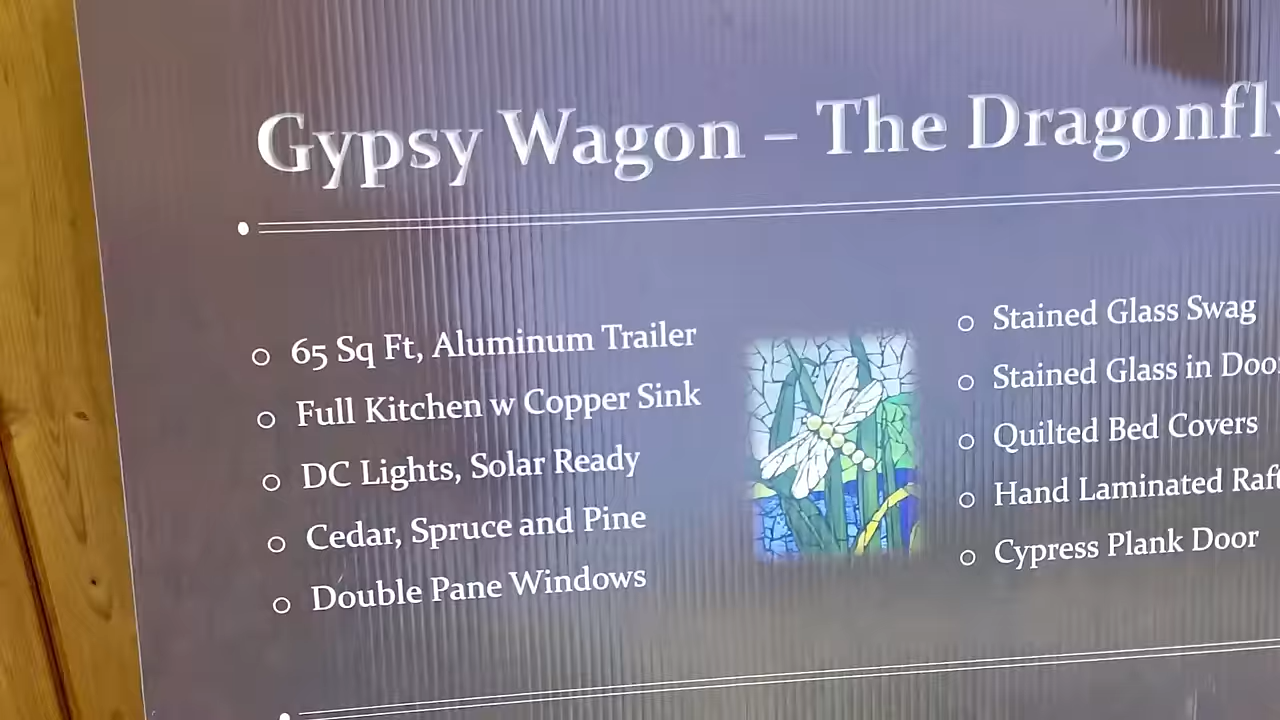 Gypsy Wagon – The Dragonfly
65 Sq Ft, Aluminum Trailer
Full Kitchen w Copper Sink
DC Lights, Solar Ready
Cedar, Spruce and Pine
Double Pane Windows
Stained Glass Swag
Stained Glass in Door
Quilted Bed Covers
Hand Laminated
Cypress Plank Door